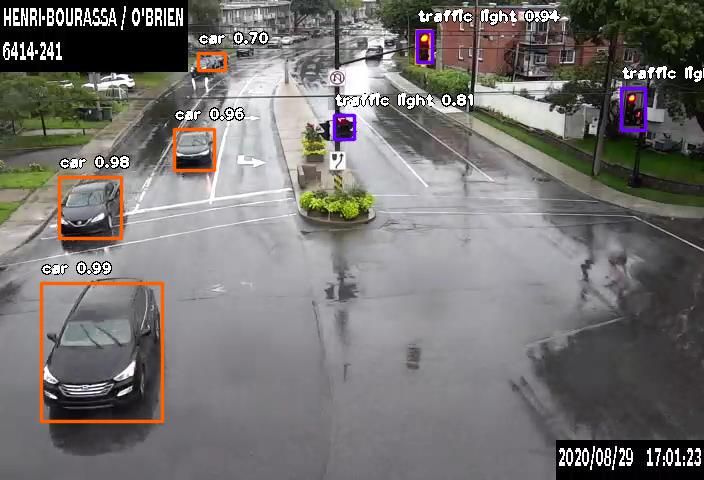 HENRI-BOURASSA / O'BRIEN
6414-241
traffic light 0.94
car 0.70
traffic
traffic light 0.81
car 0.96
car 0.98
car 0.99
2020/08/29 17:01:23